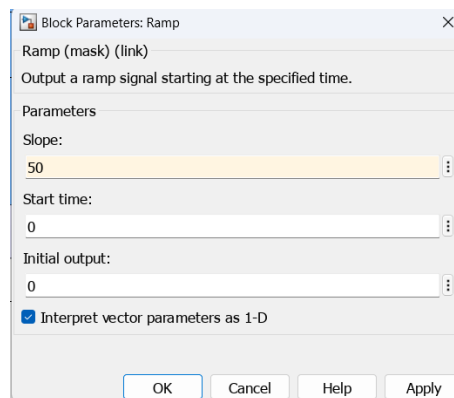 Block Parameters: Ramp
Ramp (mask) (link)
Output a ramp signal starting at the specified time.
Parameters
Slope:
50
Start time:
0
Initial output:
0
Interpret vector parameters as 1-D
OK Cancel Help Apply